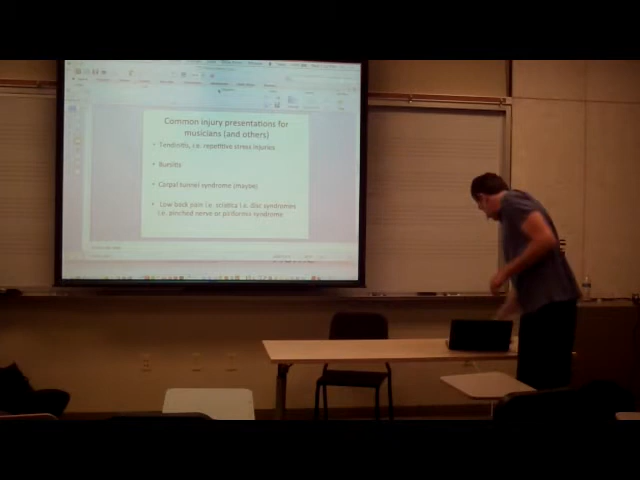 Common injury presentations for
musicians (and others)
• Tendinitis, i.e. repetitive stress injuries
• Bursitis
• Carpal tunnel syndrome (maybe)
• Low back pain i.e. sciatica i.e. disc syndromes
i.e. pinched nerve or piriformis syndrome